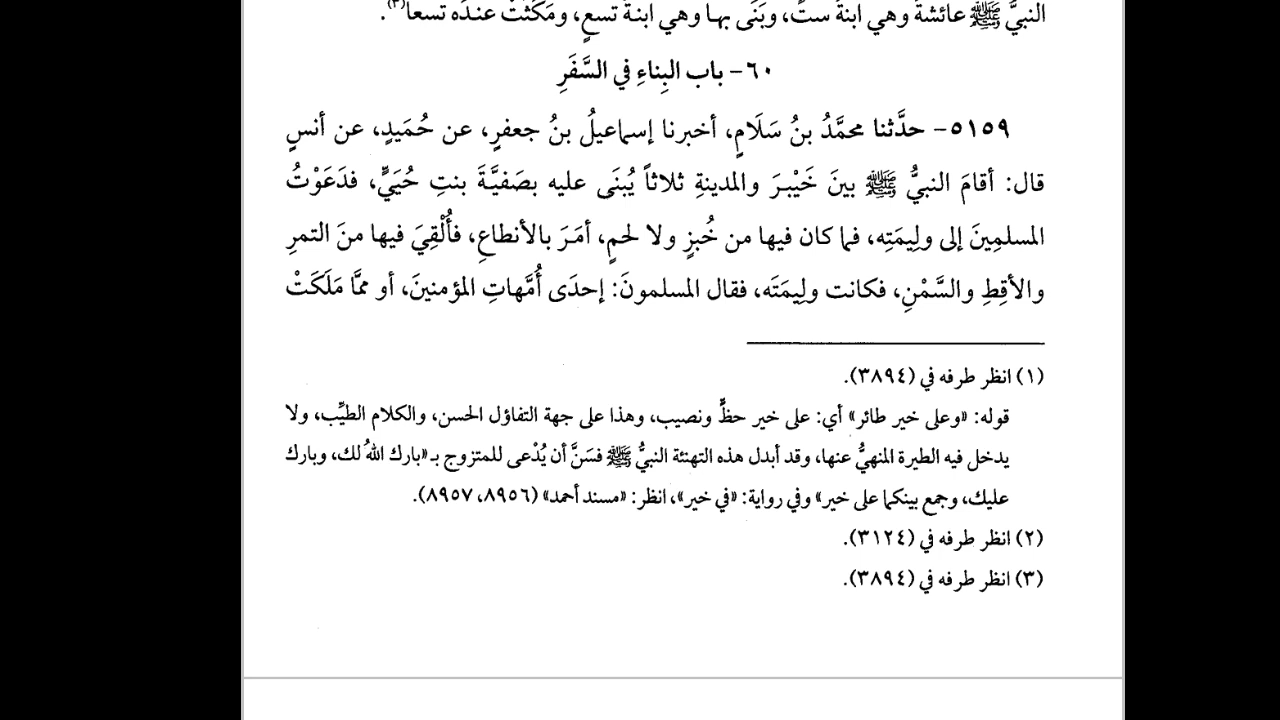 النبيُّ ﷺ عائشةَ وهي ابنةُ ستٍّ، وبَنَى بها وهي ابنةُ تسعٍ، ومَكَثَتْ عندَه تسعاً(٣).
٦٠- باب البِناءِ في السَّفَرِ
٥١٥٩- حدَّثنا محمَّدُ بنُ سَلَامٍ، أخبرنا إسماعيلُ بنُ جعفرٍ، عن حُمَيدٍ، عن أنسٍ
قال: أقامَ النبيُّ ﷺ بينَ خَيْبرَ والمدينةِ ثلاثاً يُبنَى عليه بصَفيَّةَ بنتِ حُيَيٍّ، فدَعَوْتُ
المسلمِينَ إلى ولِيمَتِه، فما كان فيها من خُبزٍ ولا لحمٍ، أمَرَ بالأنطاعِ، فأُلْقِيَ فيها منَ التمرِ
والأقِطِ والسَّمْنِ، فكانت ولِيمَتَه، فقال المسلمونَ: إحدَى أُمَّهاتِ المؤمنينَ، أو ممَّا مَلَكَتْ
(١) انظر طرفه في (٣٨٩٤).
قوله: «وعلى خير طائر» أي: على خير حظٍّ ونصيب، وهذا على جهة التفاؤل الحسن، والكلام الطيِّب، ولا
يدخل فيه الطيرة المنهيُّ عنها، وقد أبدل هذه التهنئة النبيُّ ﷺ فسَنَّ أن يُدْعى للمتزوج بـ «بارك اللهُ لك، وبارك
عليك، وجمع بينكما على خير» وفي رواية: «في خير»، انظر: «مسند أحمد» (٨٩٥٦، ٨٩٥٧).
(٢) انظر طرفه في (٣١٢٤).
(٣) انظر طرفه في (٣٨٩٤).